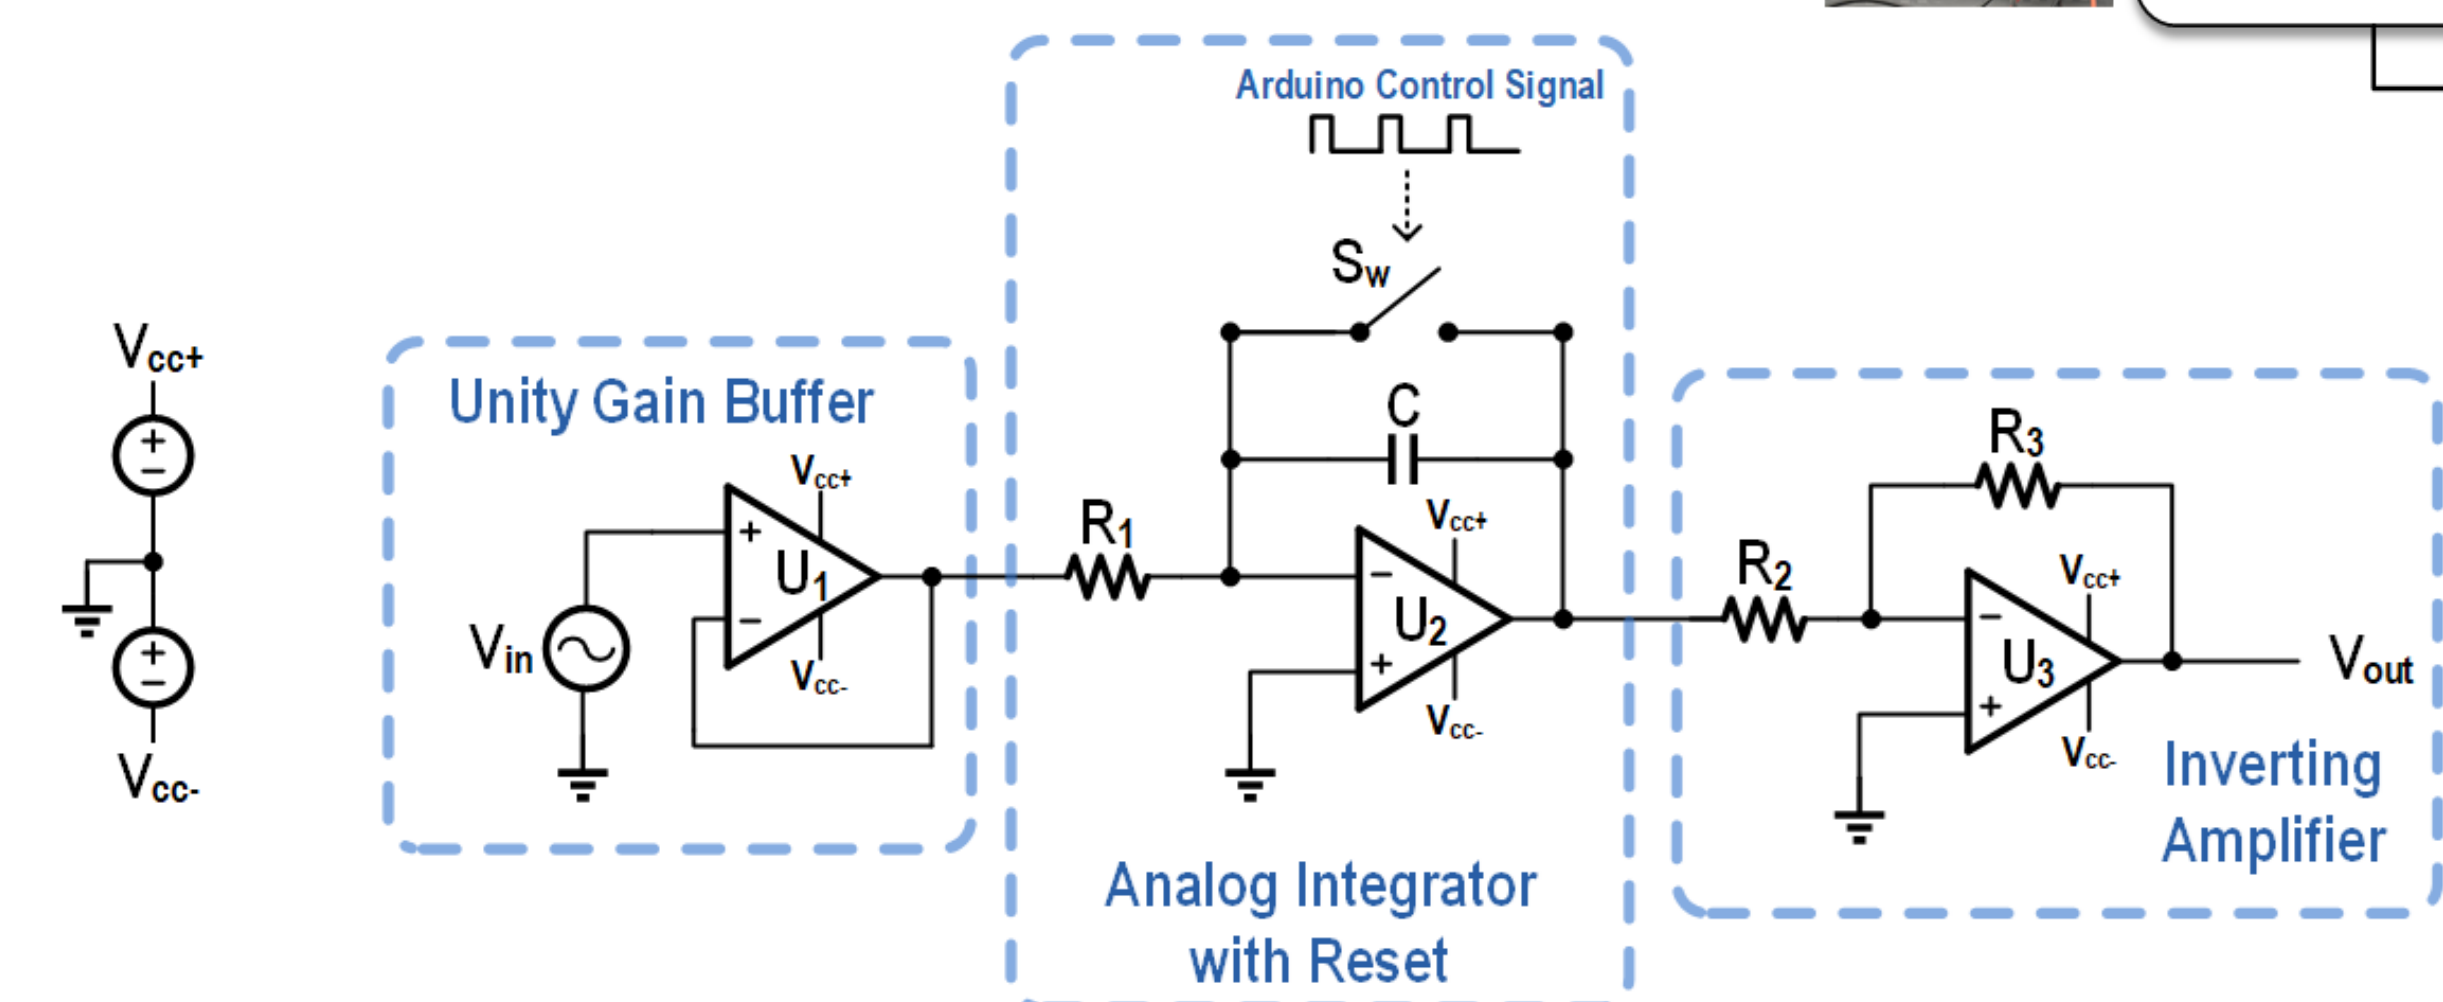 Arduino Control Signal
Sw
Vcc+
Unity Gain Buffer
C
R3
Vcc+
R1
Vcc+
+
−
U1
−
R2
Vcc+
+
−
Vin
−
U2
−
U3
Vout
+
−
Vcc-
+
+
Vcc-
Vcc-
Vcc-
Inverting
Amplifier
Analog Integrator
with Reset